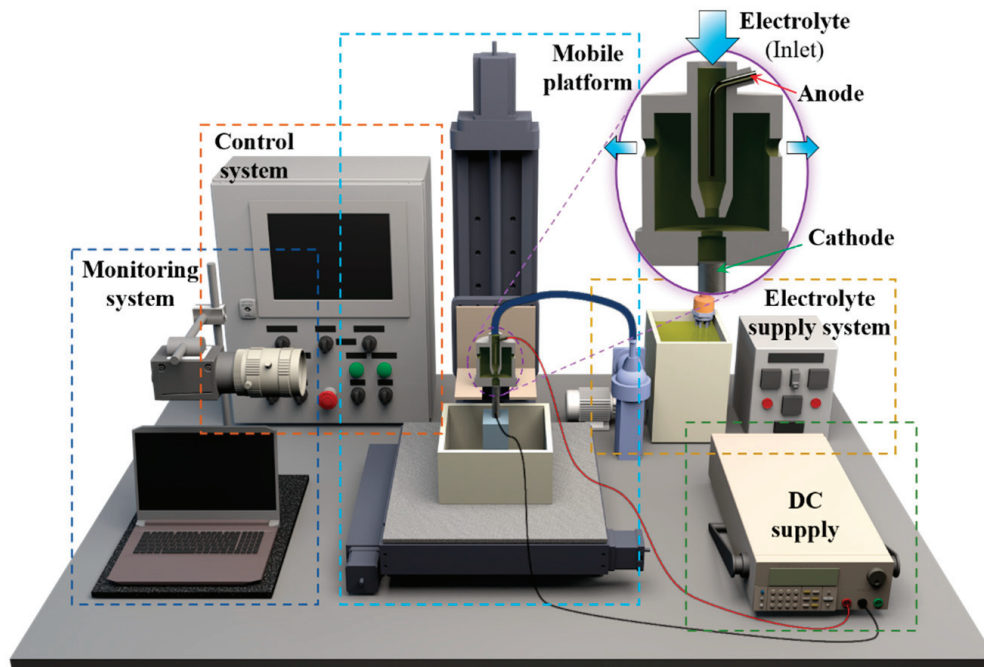 Electrolyte
(Inlet)
Anode
Mobile
platform
Control
system
Cathode
Monitoring
system
Electrolyte
supply system
DC
supply